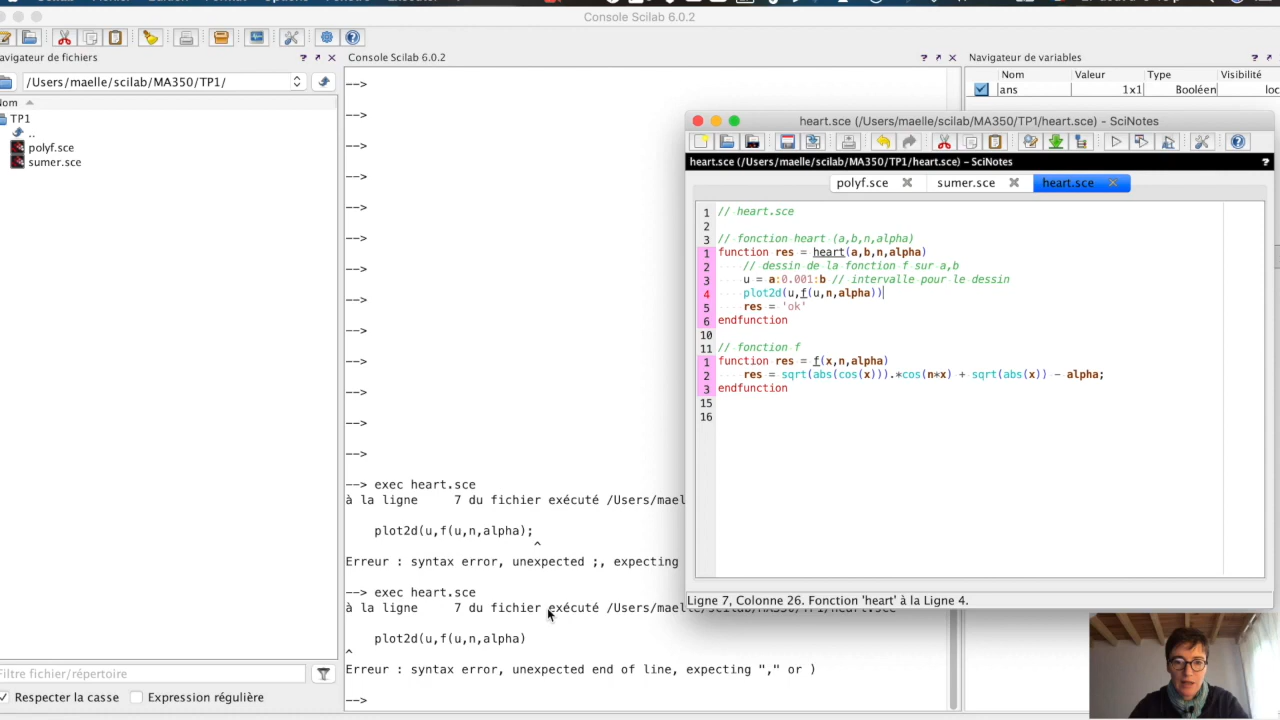 Console Scilab 6.0.2
Console Scilab 6.0.2
Navigateur de variables
/Users/maelle/scilab/MA350/TP1/
Nom
Valeur
Type
Visibilité
ans
1x1
Booléen
TP1
..
polyf.sce
sumer.sce
-->
-->
-->
-->
-->
-->
-->
-->
-->
-->
-->
-->
-->
--> exec heart.sce
à la ligne 7 du fichier exécuté
plot2d(u,f(u,n,alpha);
^
Erreur : syntax error, unexpected ;, expecting
--> exec heart.sce
à la ligne 7 du fichier exécuté
plot2d(u,f(u,n,alpha)
^
Erreur : syntax error, unexpected end of line, expecting "," or )
-->
Filtre fichier/répertoire
Respecter la casse
Expression régulière
heart.sce (/Users/maelle/scilab/MA350/TP1/heart.sce) - SciNotes
heart.sce (/Users/maelle/scilab/MA350/TP1/heart.sce) - SciNotes
polyf.sce
sumer.sce
heart.sce
1 // heart.sce
2
3 // fonction heart (a,b,n,alpha)
1 function res = heart(a,b,n,alpha)
2 // dessin de la fonction f sur a,b
3 u = a:0.001:b // intervalle pour le dessin
4 plot2d(u,f(u,n,alpha))
5 res = 'ok'
6 endfunction
10
11 // fonction f
1 function res = f(x,n,alpha)
2 res = sqrt(abs(cos(x))).*cos(n*x) + sqrt(abs(x)) - alpha;
3 endfunction
15
16
Ligne 7, Colonne 26. Fonction 'heart' à la Ligne 4.